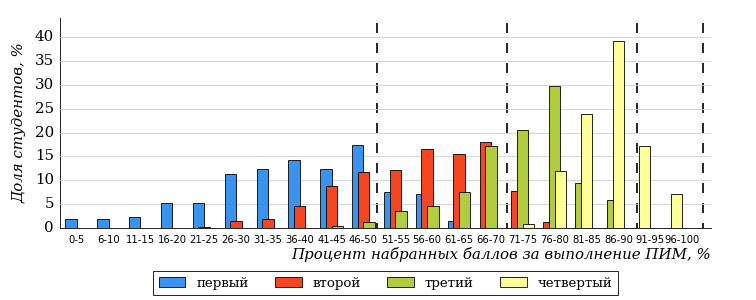 Доля студентов, %
40
35
30
25
20
15
10
5
0
0-5 6-10 11-15 16-20 21-25 26-30 31-35 36-40 41-45 46-50 51-55 56-60 61-65 66-70 71-75 76-80 81-85 86-90 91-95 96-100
Процент набранных баллов за выполнение ПИМ, %
первый второй третий четвертый